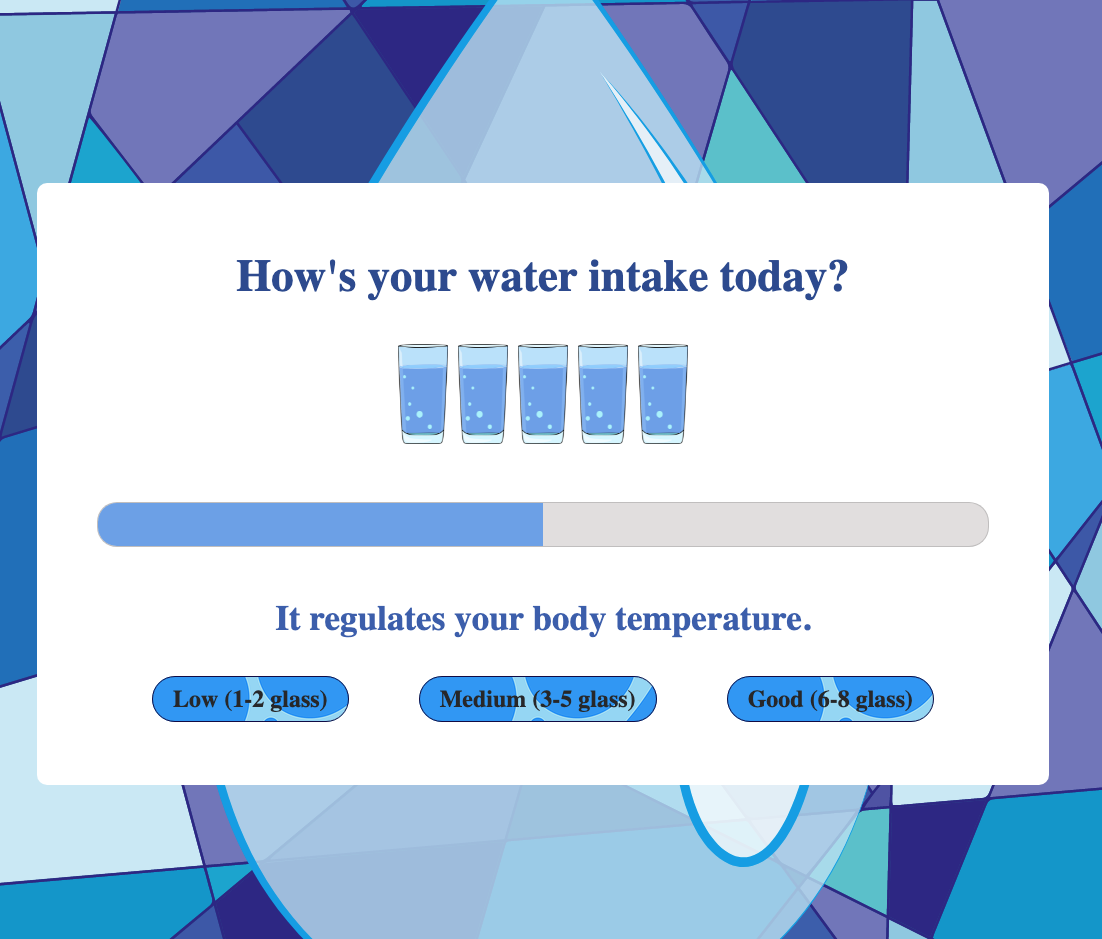 How's your water intake today?
It regulates your body temperature.
Low (1-2 glass)
Medium (3-5 glass)
Good (6-8 glass)